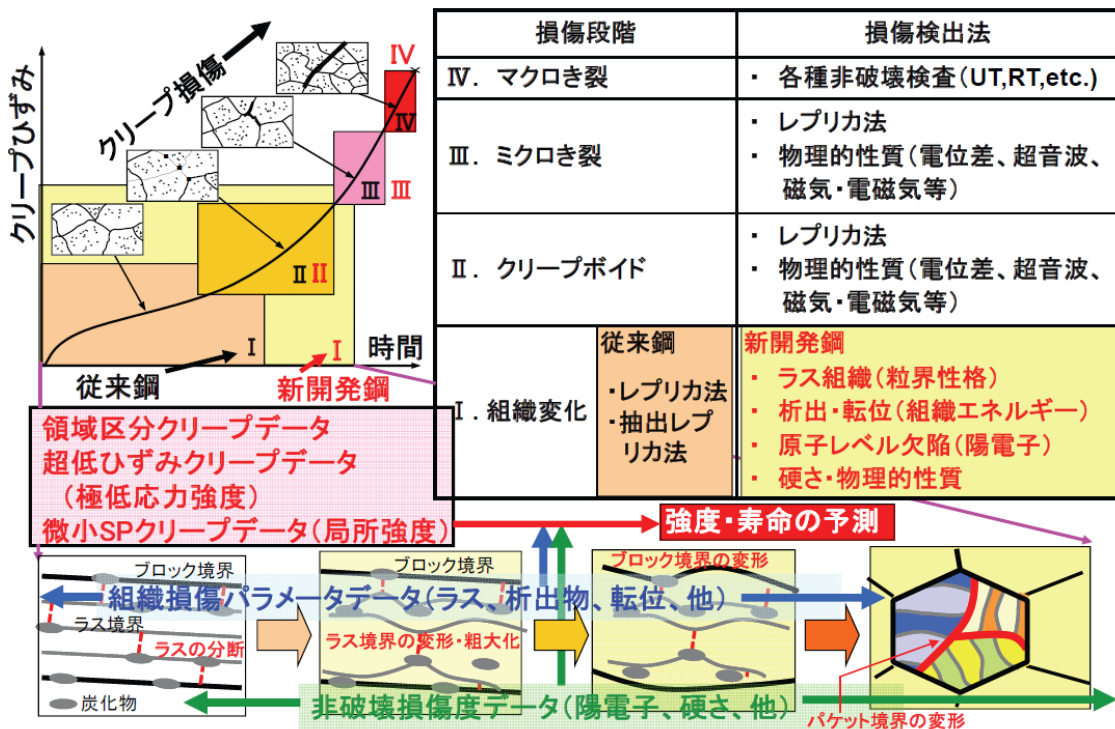 クリープひずみ
クリープ損傷
Ⅳ
Ⅳ
Ⅲ
Ⅲ
Ⅱ
Ⅱ
Ⅰ
Ⅰ
時間
従来鋼
新開発鋼
損傷段階
損傷検出法
Ⅳ．マクロき裂
・ 各種非破壊検査（UT,RT,etc.）
Ⅲ．ミクロき裂
・ レプリカ法
・ 物理的性質（電位差、超音波、
磁気・電磁気等）
Ⅱ．クリープボイド
・ レプリカ法
・ 物理的性質（電位差、超音波、
磁気・電磁気等）
Ⅰ．組織変化
従来鋼
・レプリカ法
・抽出レプ
リカ法
新開発鋼
・ ラス組織（粒界性格）
・ 析出・転位（組織エネルギー）
・ 原子レベル欠陥（陽電子）
・ 硬さ・物理的性質
領域区分クリープデータ
超低ひずみクリープデータ
（極低応力強度）
微小SPクリープデータ（局所強度）
強度・寿命の予測
ブロック境界
ブロック境界
ブロック境界の変形
組織損傷パラメータデータ（ラス、析出物、転位、他）
ラス境界
ラスの分断
ラス境界の変形・粗大化
炭化物
非破壊損傷度データ（陽電子、硬さ、他）
パケット境界の変形